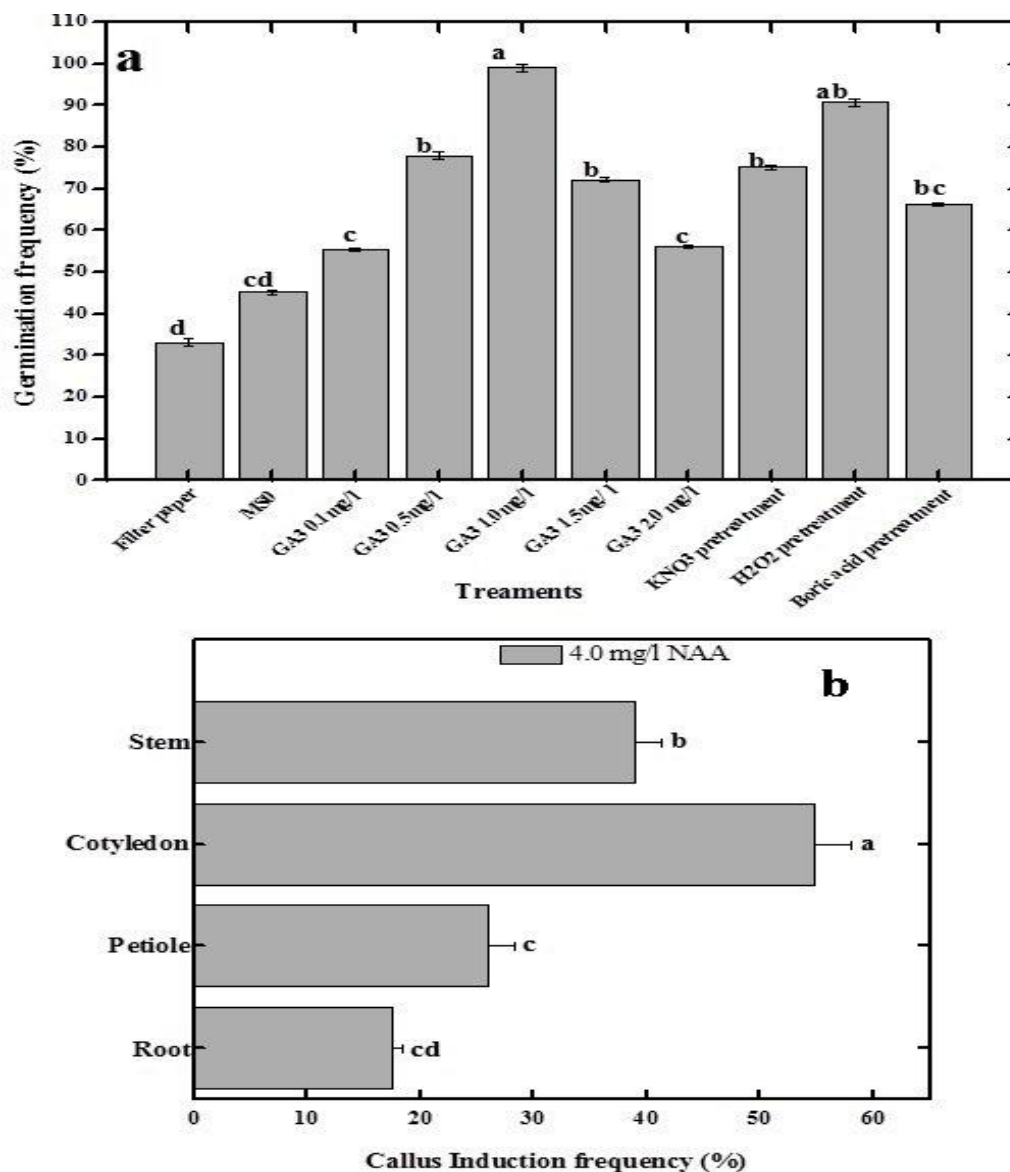 a
Germination frequency (%)
110
100
90
80
70
60
50
40
30
20
10
0
d
cd
c
b
a
b
c
b
ab
bc
Filter paper
MS0
GA3 0.1mg/l
GA3 0.5mg/l
GA3 1.0mg/l
GA3 1.5mg/ l
GA3 2.0 mg/l
KNO3 pretreatment
H2O2 pretreatment
Boric acid pretreatment
Treaments
4.0 mg/l NAA
b
Stem
b
Cotyledon
a
Petiole
c
Root
cd
0 10 20 30 40 50 60
Callus Induction frequency (%)